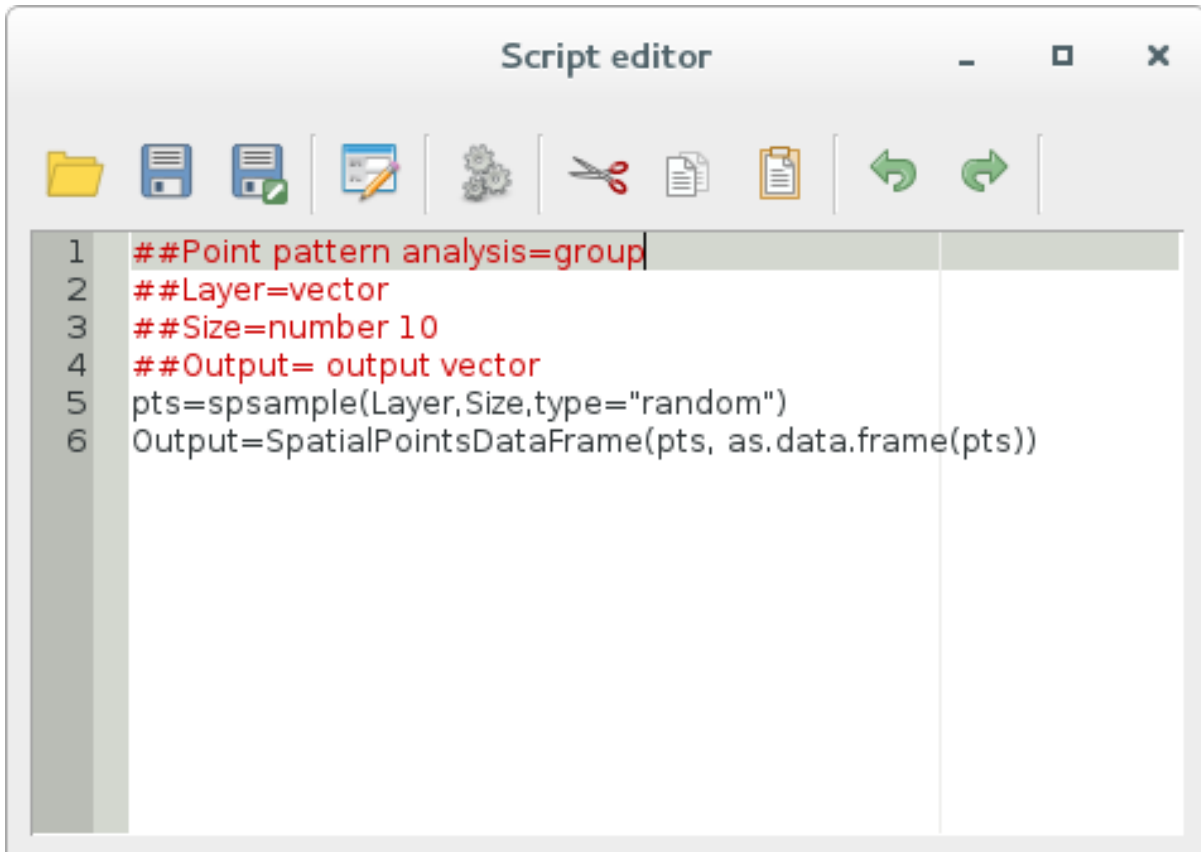 Script editor
1 ##Point pattern analysis=group
2 ##Layer=vector
3 ##Size=number 10
4 ##Output= output vector
5 pts=spsample(Layer,Size,type="random")
6 Output=SpatialPointsDataFrame(pts, as.data.frame(pts))